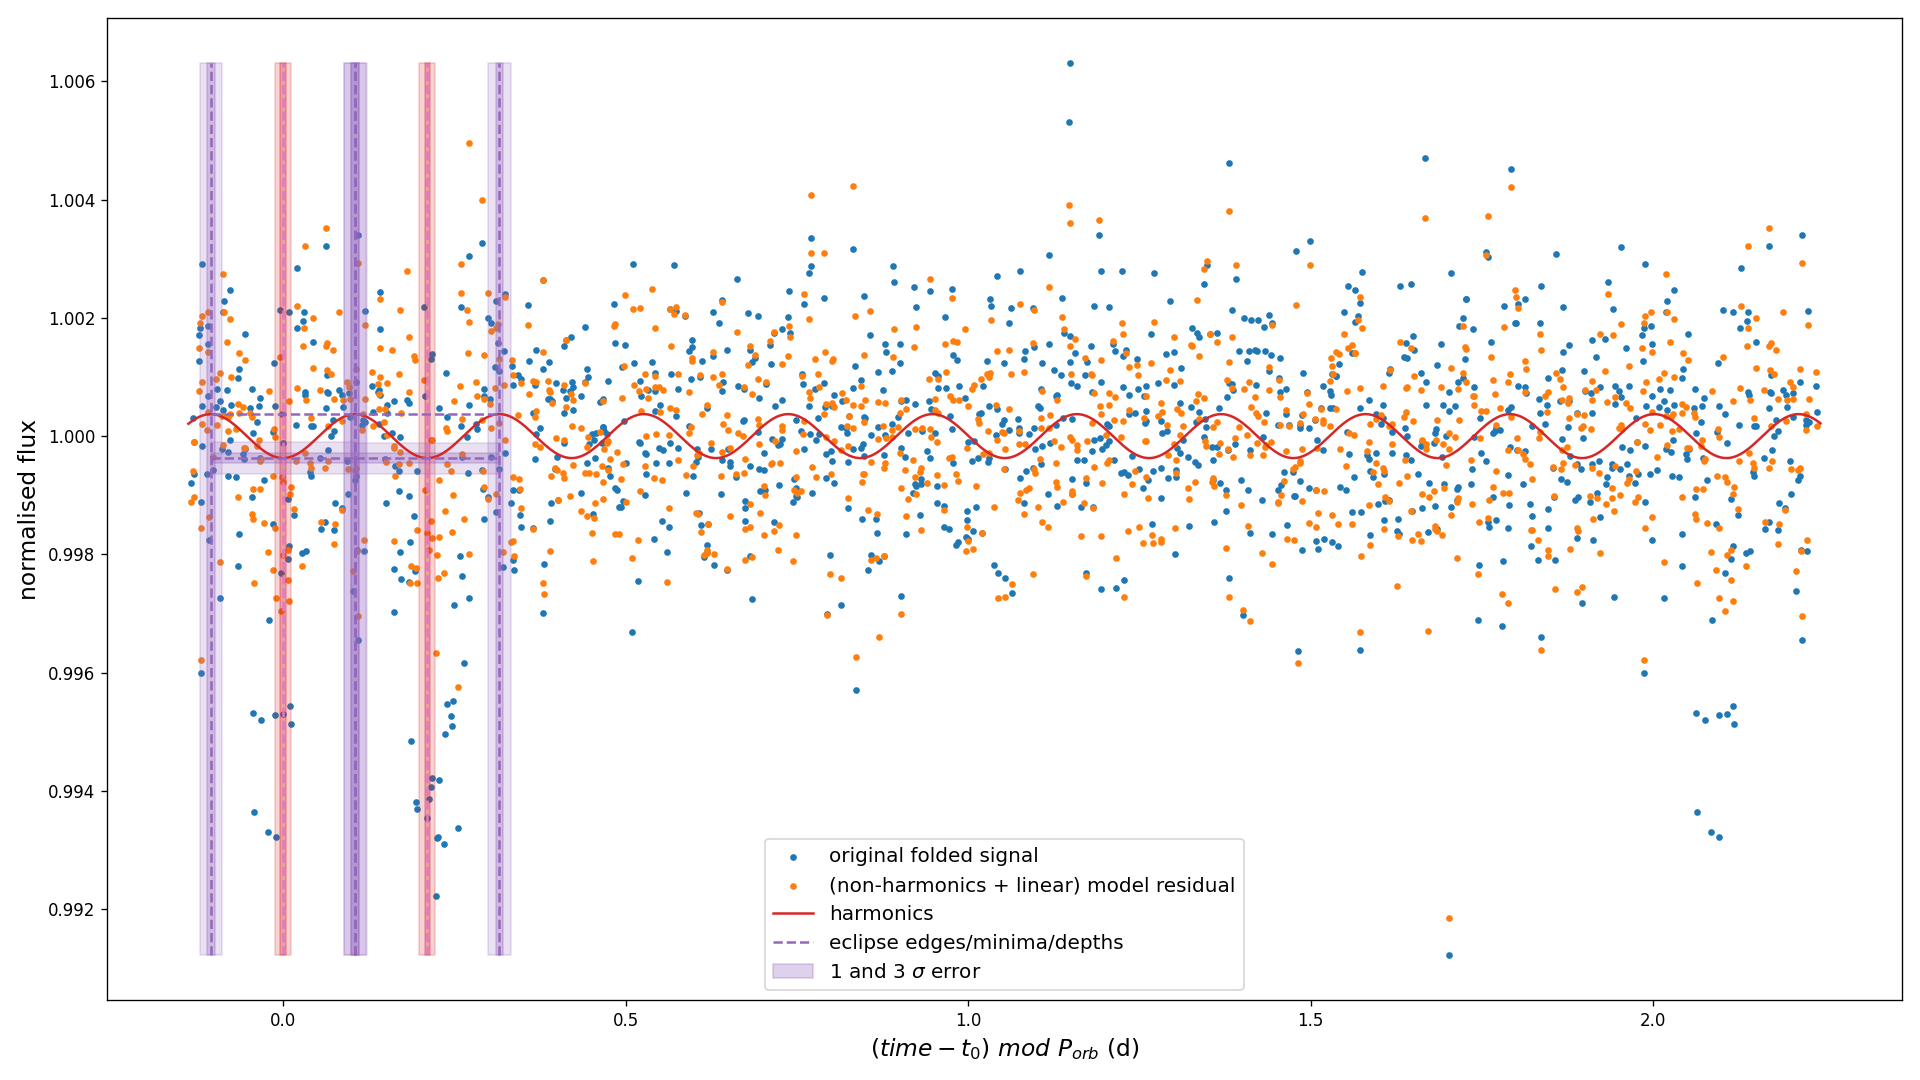 1.006
1.004
1.002
1.000
0.998
0.996
0.994
0.992
normalised flux
original folded signal
(non-harmonics + linear) model residual
harmonics
eclipse edges/minima/depths
1 and 3 σ error
0.0 0.5 1.0 1.5 2.0
(time − t₀) mod Pₒᵣᵦ (d)